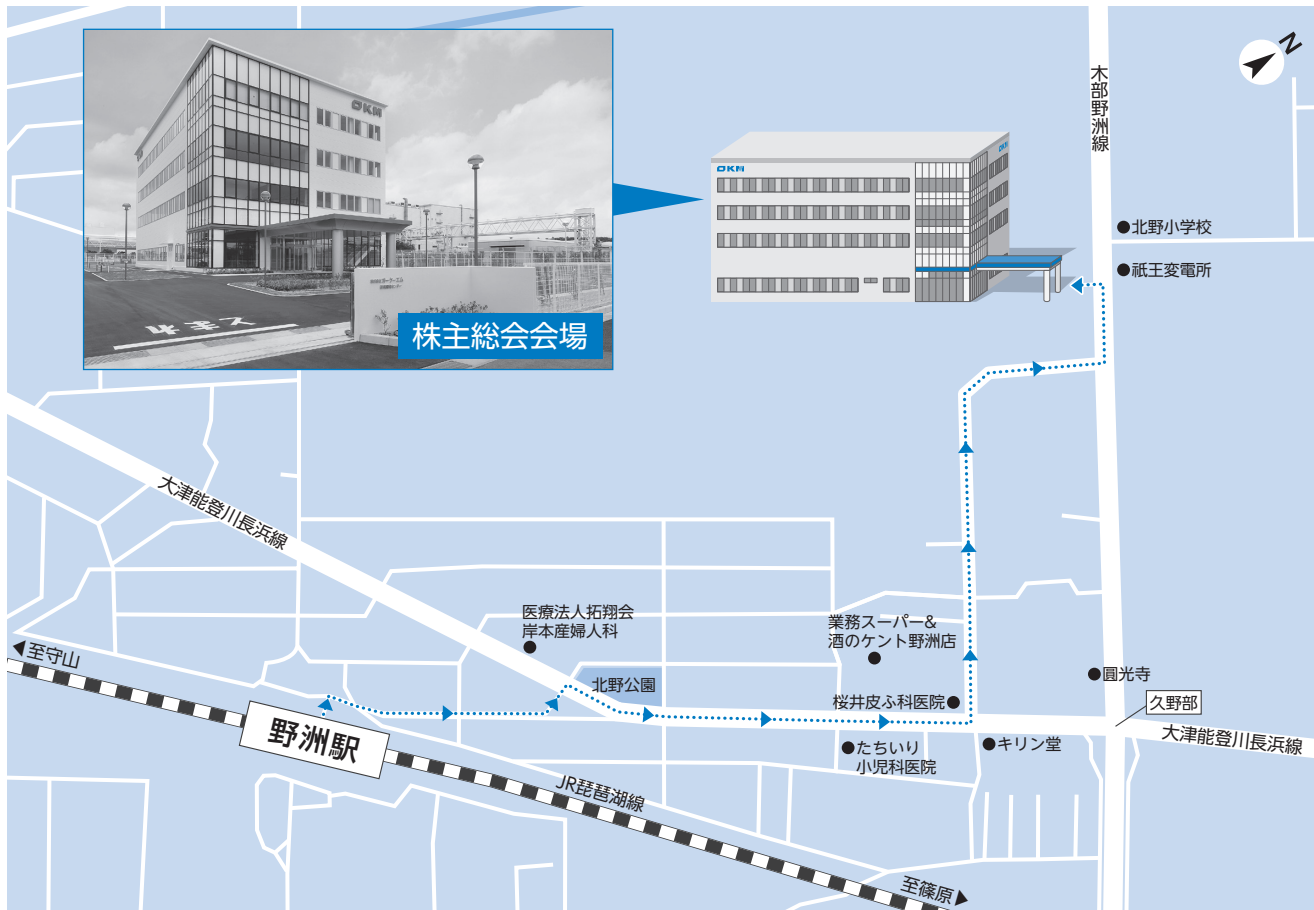 OKM
株主総会会場
とまれ
OKM
OKM
N
木部野洲線
北野小学校
祇王変電所
大津能登川長浜線
医療法人拓翔会
岸本産婦人科
業務スーパー&
酒のケント野洲店
北野公園
桜井皮ふ科医院
圓光寺
久野部
至守山
野洲駅
たちいり
小児科医院
キリン堂
大津能登川長浜線
JR琵琶湖線
至篠原